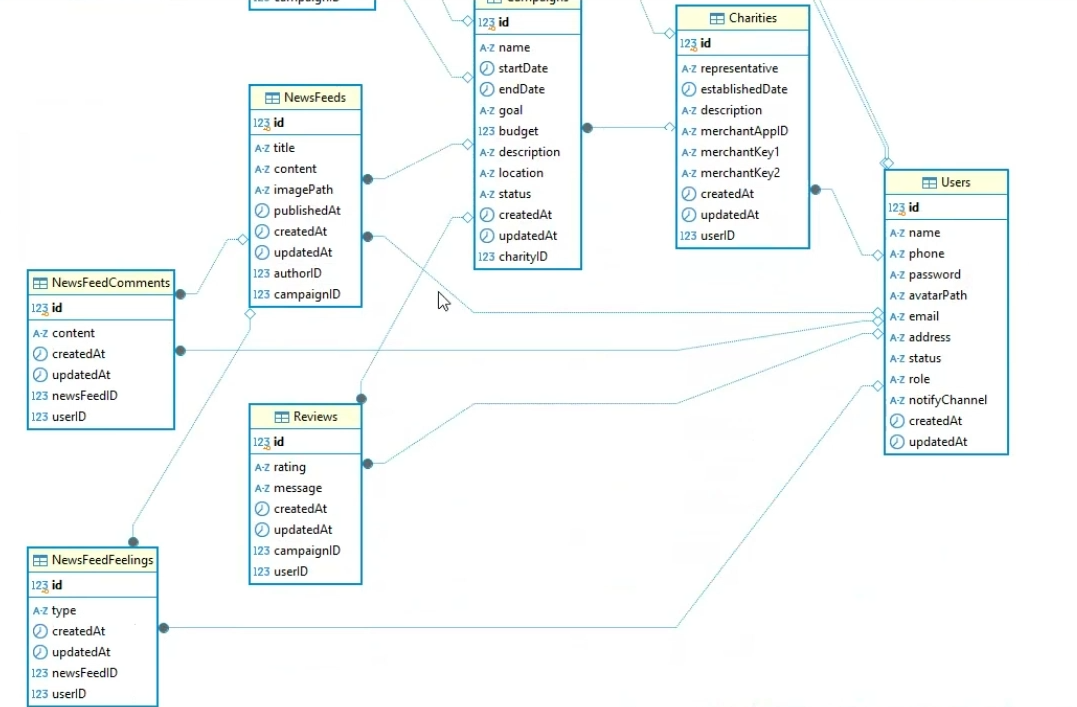 campaignID
Campaigns
123 id
A-Z name
startDate
endDate
A-Z goal
123 budget
A-Z description
A-Z location
A-Z status
createdAt
updatedAt
123 charityID
Charities
123 id
A-Z representative
establishedDate
A-Z description
A-Z merchantAppID
A-Z merchantKey1
A-Z merchantKey2
createdAt
updatedAt
123 userID
NewsFeeds
123 id
A-Z title
A-Z content
A-Z imagePath
publishedAt
createdAt
updatedAt
123 authorID
123 campaignID
Users
123 id
A-Z name
A-Z phone
A-Z password
A-Z avatarPath
A-Z email
A-Z address
A-Z status
A-Z role
A-Z notifyChannel
createdAt
updatedAt
NewsFeedComments
123 id
A-Z content
createdAt
updatedAt
123 newsFeedID
123 userID
Reviews
123 id
A-Z rating
A-Z message
createdAt
updatedAt
123 campaignID
123 userID
NewsFeedFeelings
123 id
A-Z type
createdAt
updatedAt
123 newsFeedID
123 userID